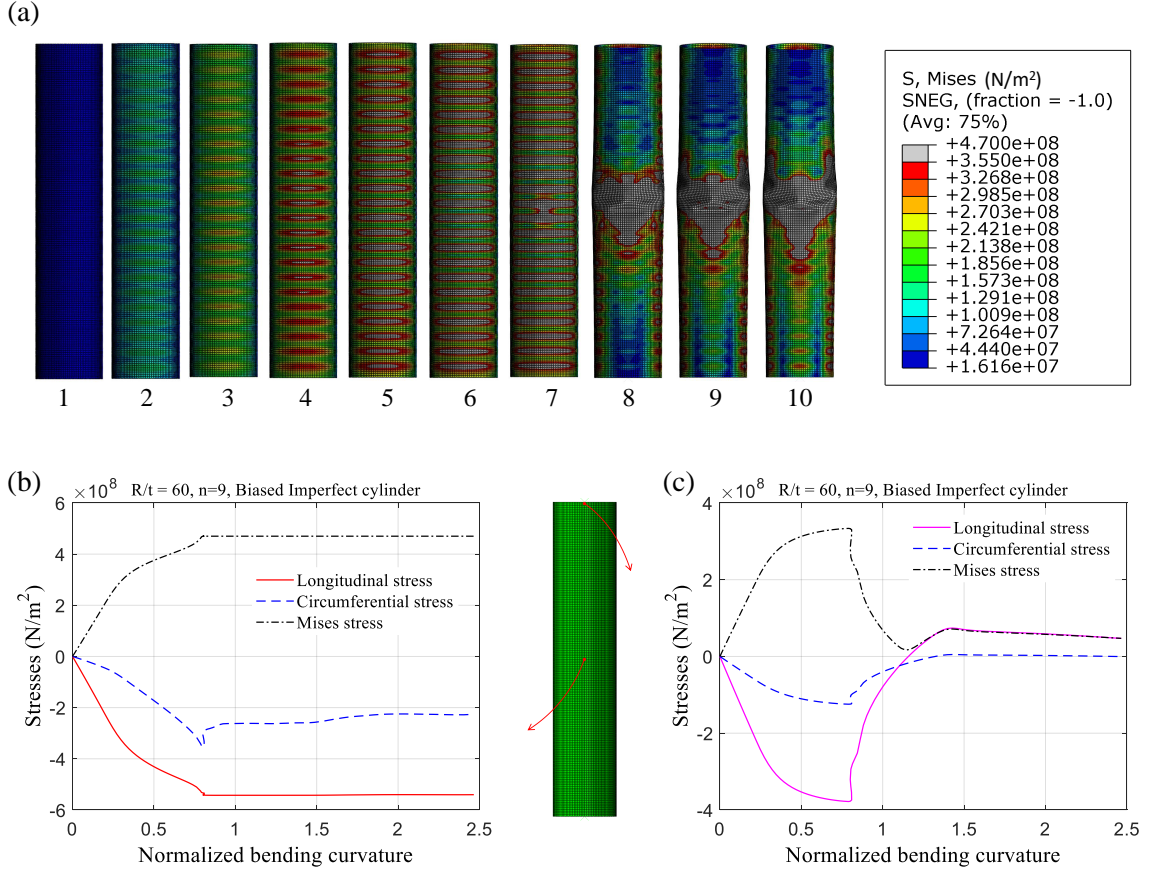 (a)
S, Mises (N/m²)
SNEG, (fraction = -1.0)
(Avg: 75%)
+4.700e+08
+3.550e+08
+3.268e+08
+2.985e+08
+2.703e+08
+2.421e+08
+2.138e+08
+1.856e+08
+1.573e+08
+1.291e+08
+1.009e+08
+7.264e+07
+4.440e+07
+1.616e+07
1 2 3 4 5 6 7 8 9 10
(b)
×10⁸
R/t = 60, n=9, Biased Imperfect cylinder
Stresses (N/m²)
6
4
2
0
-2
-4
-6
Longitudinal stress
Circumferential stress
Mises stress
0 0.5 1 1.5 2 2.5
Normalized bending curvature
(c)
×10⁸
R/t = 60, n=9, Biased Imperfect cylinder
Stresses (N/m²)
4
2
0
-2
-4
Longitudinal stress
Circumferential stress
Mises stress
0 0.5 1 1.5 2 2.5
Normalized bending curvature